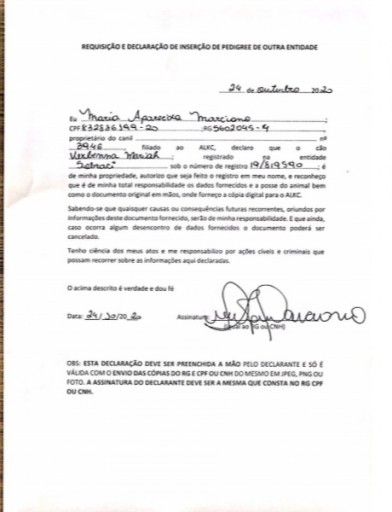 REQUISIÇÃO E DECLARAÇÃO DE INSERÇÃO DE PEDIGREE DE OUTRA ENTIDADE
24 de outubro 2020
Eu Maria Aparecida Marciano,
CPF 832836399-20 RG 5602045-4
proprietário do canil nº
3946 filiado ao ALKC, declara que o cão
Mariah registrado na entidade
Sobraci sob o número de registro 19/819590, é
de minha propriedade, autorizo que seja feito o registro em meu nome, e reconheço
que é de minha total responsabilidade os dados fornecidos e a posse do animal bem
como o documento original em mãos, onde forneço a cópia digital para o ALKC.
Sabendo-se que quaisquer causas ou consequências futuras recorrentes, oriundos por
informações deste documento fornecido, serão de minha responsabilidade. E que ainda,
caso ocorra algum desencontro de dados fornecidos o documento poderá ser
cancelado.
Tenho ciência dos meus atos e me responsabilizo por ações cíveis e criminais que
possam recorrer sobre as informações aqui declaradas.
O acima descrito é verdade e dou fé
Data: 24/10/2020 Assinatura: Marciano
(Igual ao RG ou CNH)
OBS: ESTA DECLARAÇÃO DEVE SER PREENCHIDA A MÃO PELO DECLARANTE E SÓ É
VÁLIDA COM O ENVIO DAS CÓPIAS DO RG E CPF OU CNH DO MESMO EM JPEG, PNG OU
FOTO. A ASSINATURA DO DECLARANTE DEVE SER A MESMA QUE CONSTA NO RG CPF
OU CNH.